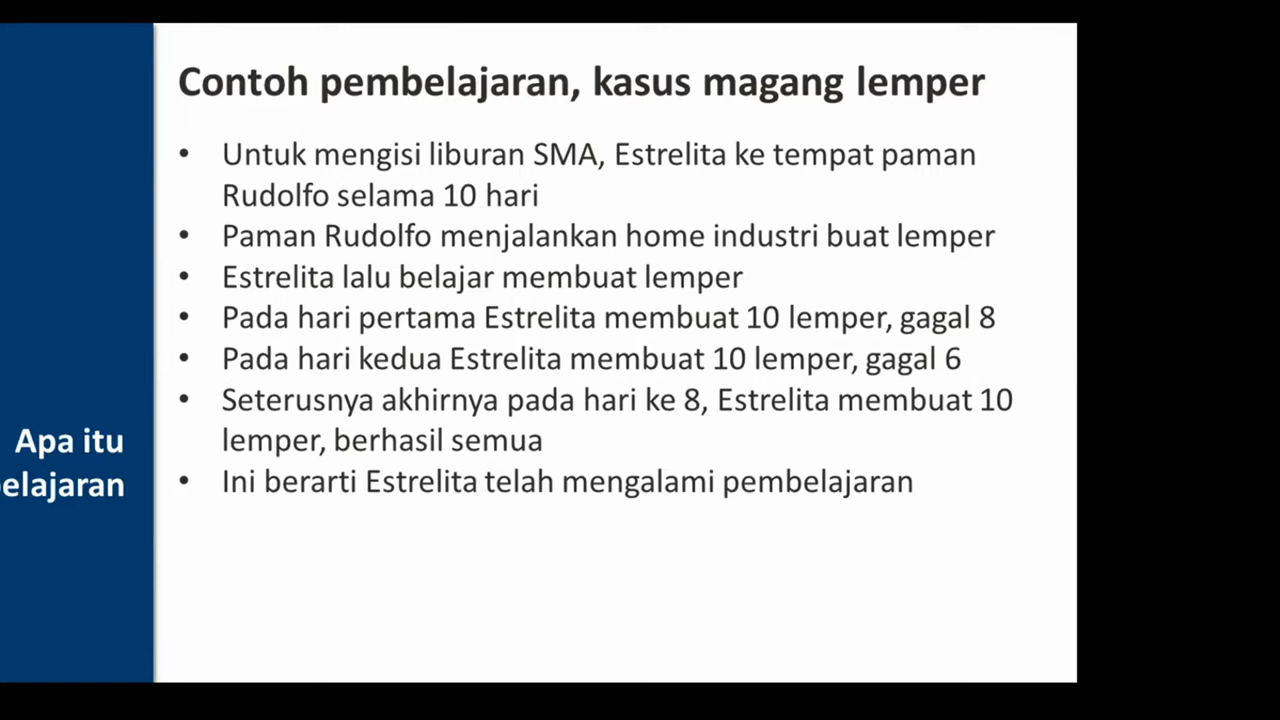 Contoh pembelajaran, kasus magang lemper
• Untuk mengisi liburan SMA, Estrelita ke tempat paman
Rudolfo selama 10 hari
• Paman Rudolfo menjalankan home industri buat lemper
• Estrelita lalu belajar membuat lemper
• Pada hari pertama Estrelita membuat 10 lemper, gagal 8
• Pada hari kedua Estrelita membuat 10 lemper, gagal 6
• Seterusnya akhirnya pada hari ke 8, Estrelita membuat 10
lemper, berhasil semua
• Ini berarti Estrelita telah mengalami pembelajaran
Apa itu
elajaran